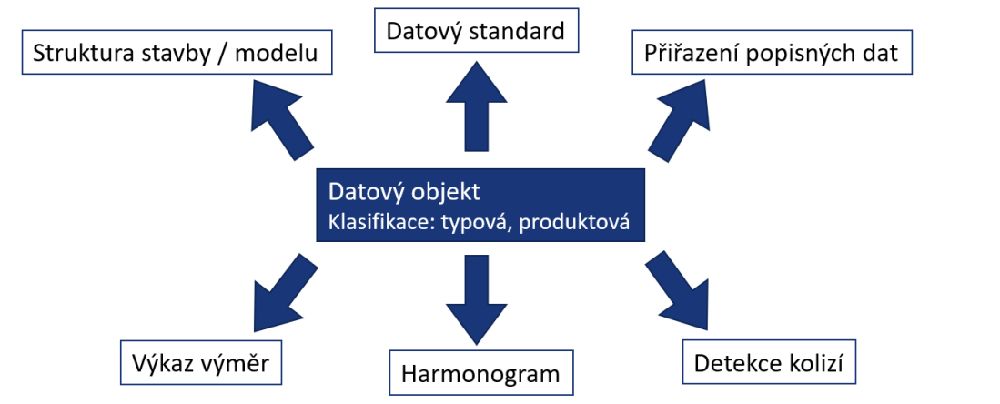 Datový standard
Struktura stavby / modelu
Přiřazení popisných dat
Datový objekt
Klasifikace: typová, produktová
Výkaz výměr
Harmonogram
Detekce kolizí